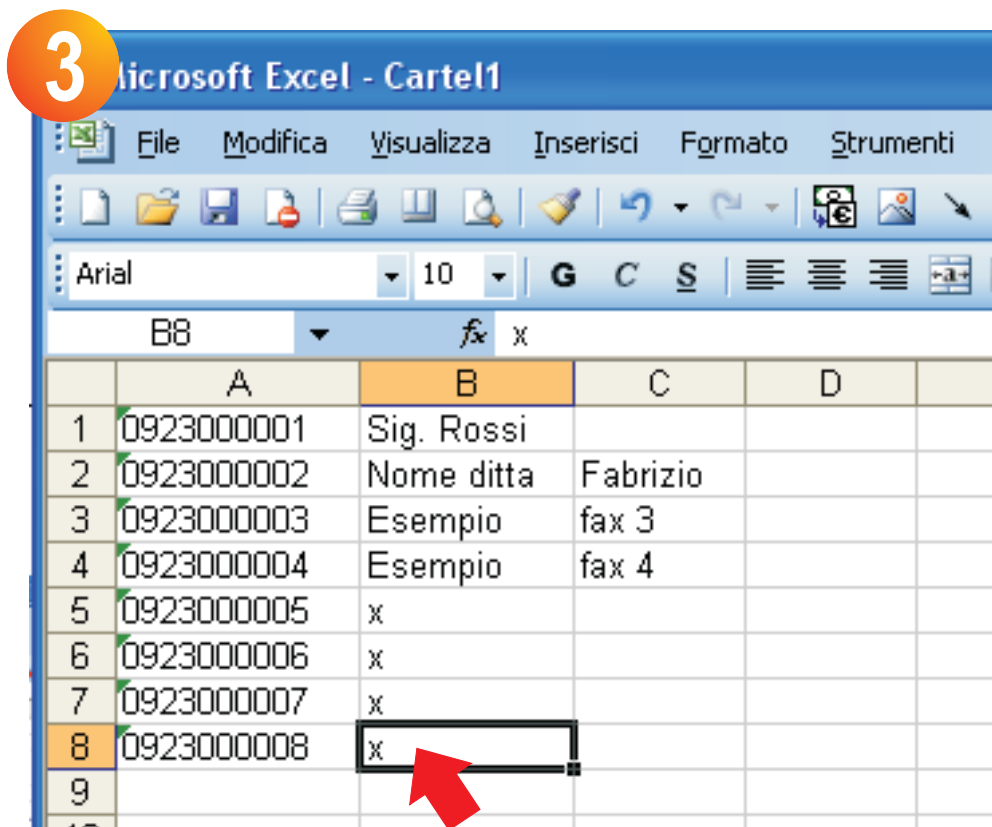 3
Microsoft Excel - Cartel1
File Modifica Visualizza Inserisci Formato Strumenti
Arial 10 G C S
B8 fx x
A B C D
1 0923000001 Sig. Rossi
2 0923000002 Nome ditta Fabrizio
3 0923000003 Esempio fax 3
4 0923000004 Esempio fax 4
5 0923000005 x
6 0923000006 x
7 0923000007 x
8 0923000008 x
9
10